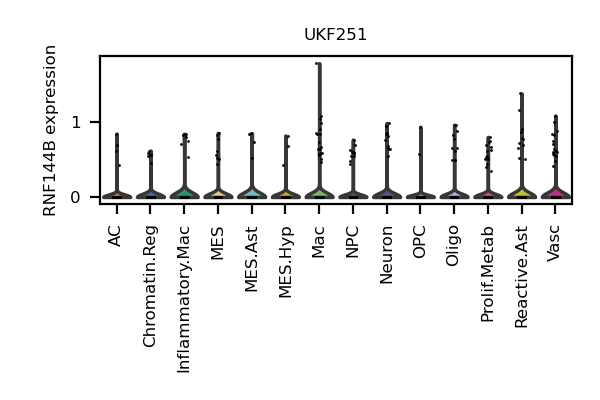 UKF251
RNF144B expression
1
0
AC
Chromatin.Reg
Inflammatory.Mac
MES
MES.Ast
MES.Hyp
Mac
NPC
Neuron
OPC
Oligo
Prolif.Metab
Reactive.Ast
Vasc